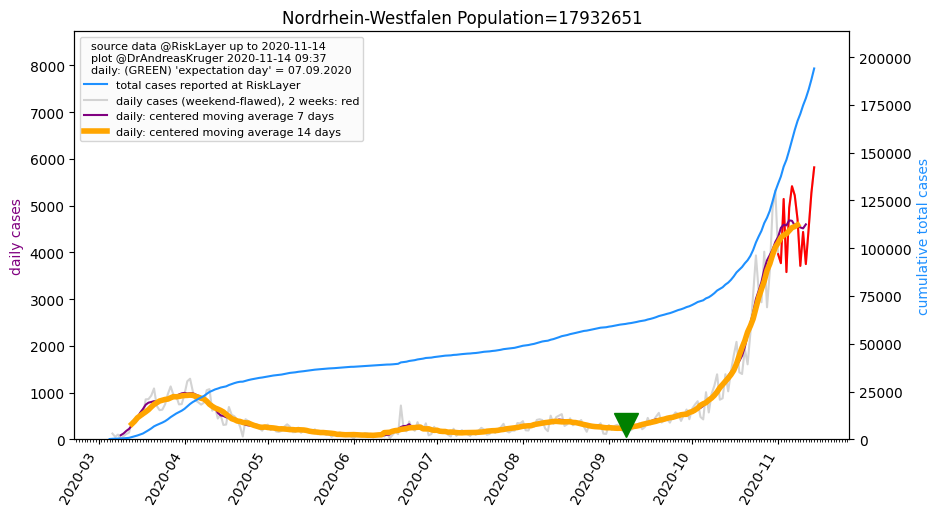 Nordrhein-Westfalen Population=17932651
source data @RiskLayer up to 2020-11-14
plot @DrAndreasKruger 2020-11-14 09:37
daily: (GREEN) 'expectation day' = 07.09.2020
total cases reported at RiskLayer
daily cases (weekend-flawed), 2 weeks: red
daily: centered moving average 7 days
daily: centered moving average 14 days
daily cases
8000
7000
6000
5000
4000
3000
2000
1000
0
200000
175000
150000
125000
100000
75000
50000
25000
0
cumulative total cases
2020-03
2020-04
2020-05
2020-06
2020-07
2020-08
2020-09
2020-10
2020-11